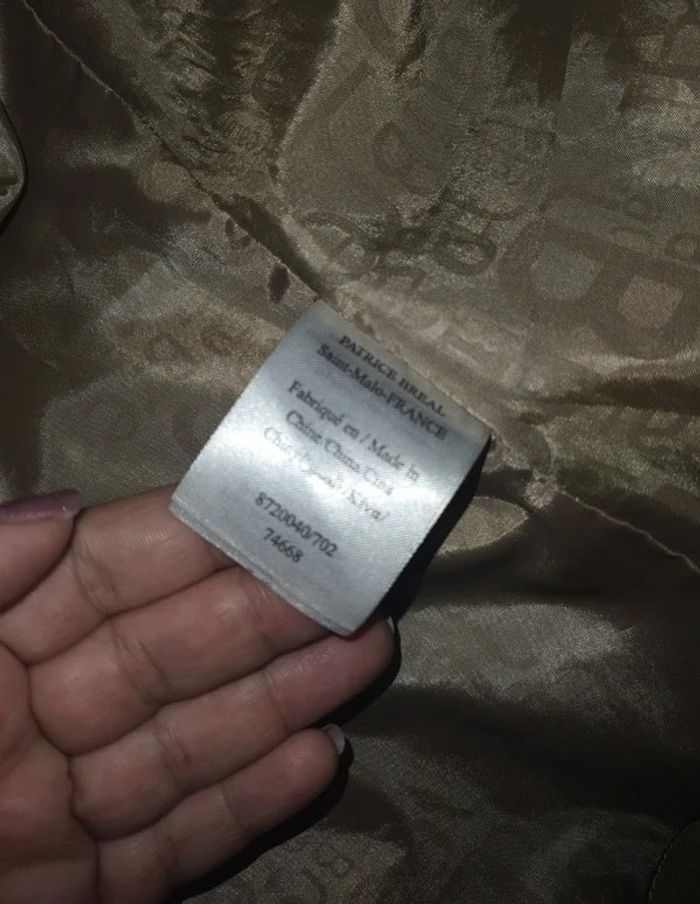 PATRICE BREAL
Saint-Malo-FRANCE
Fabriqué en / Made in
Chine/China/Cina
8720040/702
74668